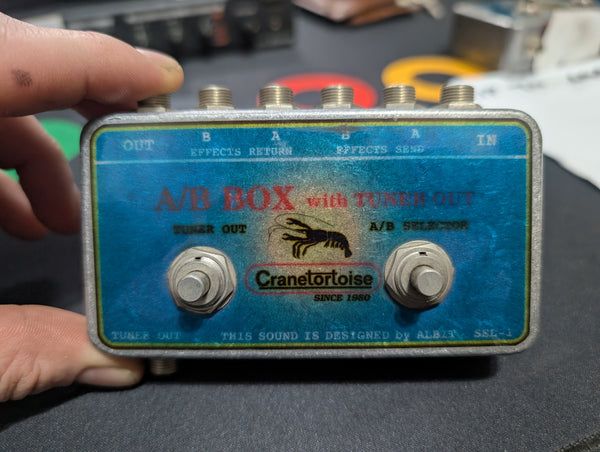 OUT B A B A IN
EFFECTS RETURN EFFECTS SEND
A/B BOX with TUNER OUT
TUNER OUT A/B SELECTOR
Cranetortoise
SINCE 1980
TUNER OUT THIS SOUND IS DESIGNED by ALBIT SEL-1